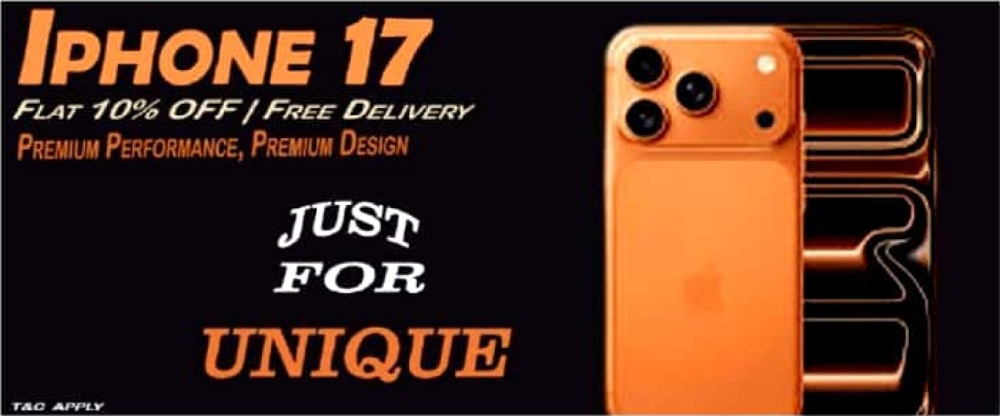 IPHONE 17
FLAT 10% OFF / FREE DELIVERY
PREMIUM PERFORMANCE, PREMIUM DESIGN
JUST
FOR
UNIQUE
T&C APPLY